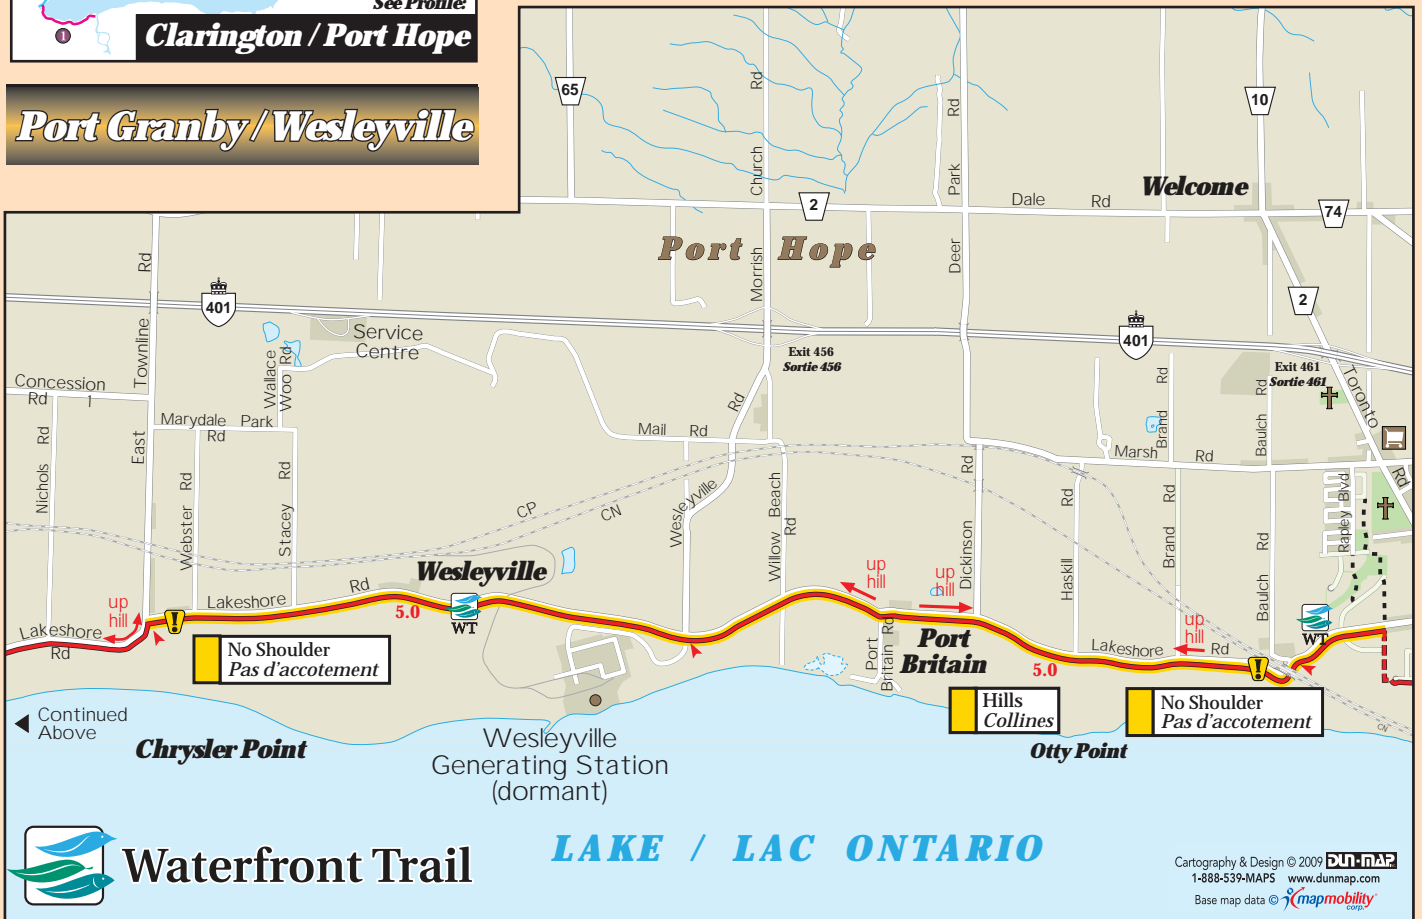 See Profile:
1
Clarington / Port Hope
Port Granby / Wesleyville
65
10
Church Rd
Park Rd
Welcome
2
Dale Rd
74
Port Hope
Rd
Morrish
Deer
401
2
401
Service
Centre
Townline
Wallace
Woo Rd
Exit 456
Sortie 456
Exit 461
Sortie 461
Toronto
Concession
Rd 1
Marydale Park
Rd
Rd
Mail Rd
Brand Rd
Baulch Rd
Marsh Rd
Rd
Nichols Rd
East
Webster Rd
Stacey Rd
CP
CN
Wesleyville
Willow Beach
Rd
Dickinson Rd
Haskill Rd
Brand Rd
Baulch Rd
Rapley Blvd
Wesleyville
up
hill
up
hill
up
hill
Lakeshore Rd
5.0
WT
Lakeshore
Rd
!
No Shoulder
Pas d'accotement
Port
Britain Rd
Port
Britain
5.0
up
hill
Lakeshore Rd
!
WT
Hills
Collines
No Shoulder
Pas d'accotement
CN
Continued
Above
Chrysler Point
Wesleyville
Generating Station
(dormant)
Otty Point
LAKE / LAC ONTARIO
Waterfront Trail
Cartography & Design © 2009 DUN•MAP
1-888-539-MAPS www.dunmap.com
Base map data © mapmobility
corp.